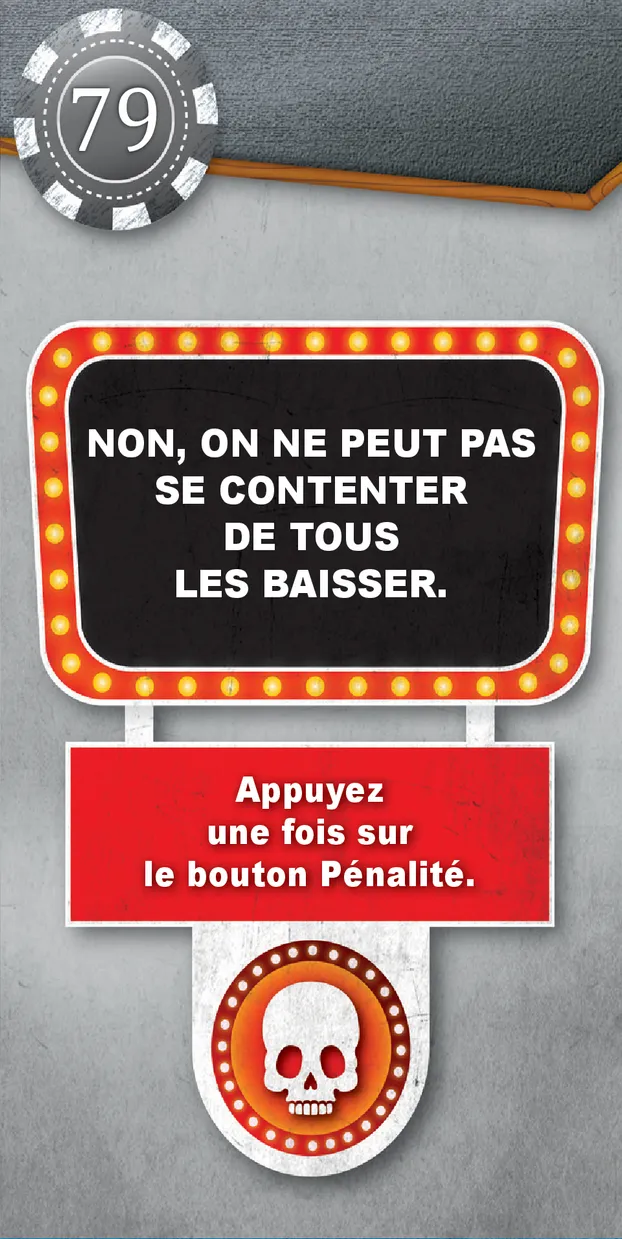 79
NON, ON NE PEUT PAS
SE CONTENTER
DE TOUS
LES BAISSER.
Appuyez
une fois sur
le bouton Pénalité.